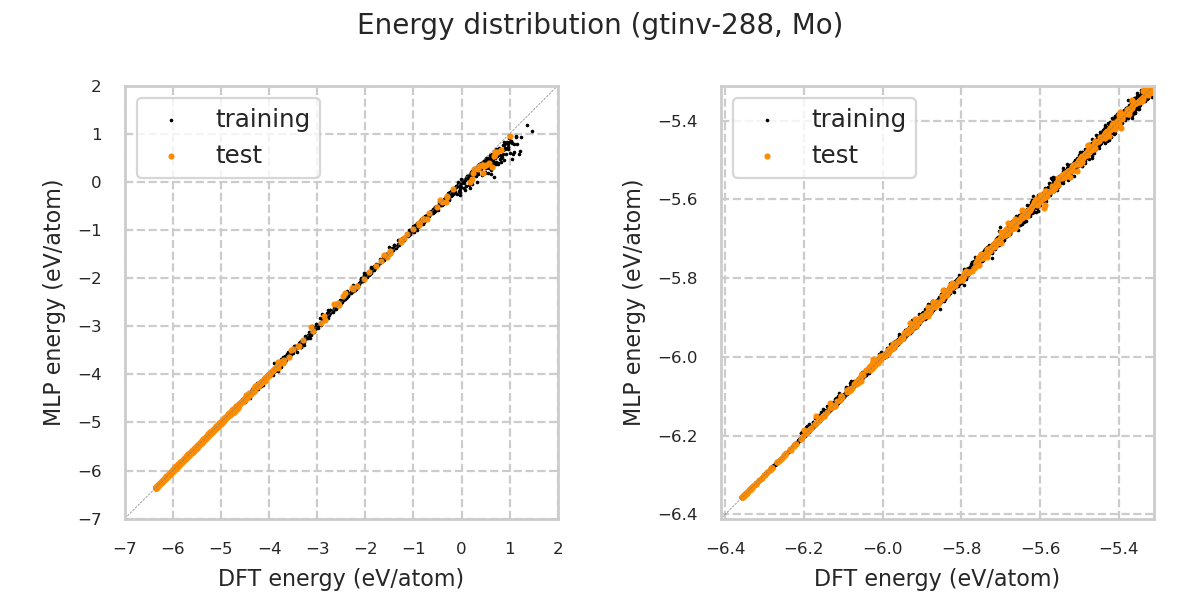 Energy distribution (gtinv-288, Mo)
2
1
0
−1
−2
−3
−4
−5
−6
−7
MLP energy (eV/atom)
training
test
−7 −6 −5 −4 −3 −2 −1 0 1 2
DFT energy (eV/atom)
−5.4
−5.6
−5.8
−6.0
−6.2
−6.4
MLP energy (eV/atom)
training
test
−6.4 −6.2 −6.0 −5.8 −5.6 −5.4
DFT energy (eV/atom)